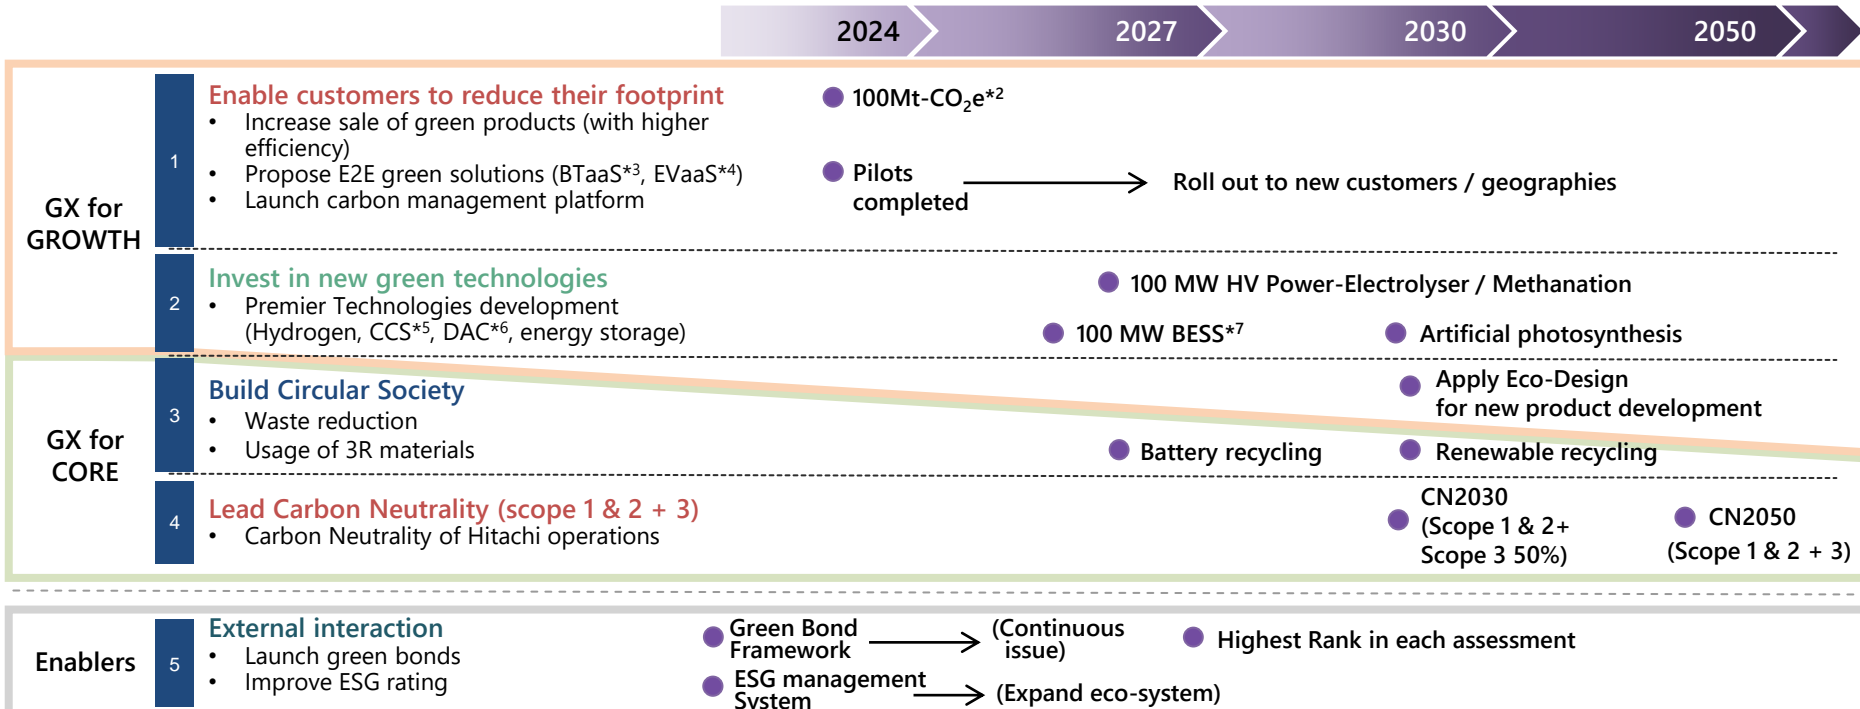 2024 2027 2030 2050
GX for
GROWTH
1
Enable customers to reduce their footprint
• Increase sale of green products (with higher
efficiency)
• Propose E2E green solutions (BTaaS*3, EVaaS*4)
• Launch carbon management platform
100Mt-CO2e*2
Pilots
completed
Roll out to new customers / geographies
2
Invest in new green technologies
• Premier Technologies development
(Hydrogen, CCS*5, DAC*6, energy storage)
100 MW HV Power-Electrolyser / Methanation
100 MW BESS*7
Artificial photosynthesis
GX for
CORE
3
Build Circular Society
• Waste reduction
• Usage of 3R materials
Apply Eco-Design
for new product development
Battery recycling
Renewable recycling
4
Lead Carbon Neutrality (scope 1 & 2 + 3)
• Carbon Neutrality of Hitachi operations
CN2030
(Scope 1 & 2+
Scope 3 50%)
CN2050
(Scope 1 & 2 + 3)
Enablers
5
External interaction
• Launch green bonds
• Improve ESG rating
Green Bond
Framework
(Continuous
issue)
Highest Rank in each assessment
ESG management
System
(Expand eco-system)